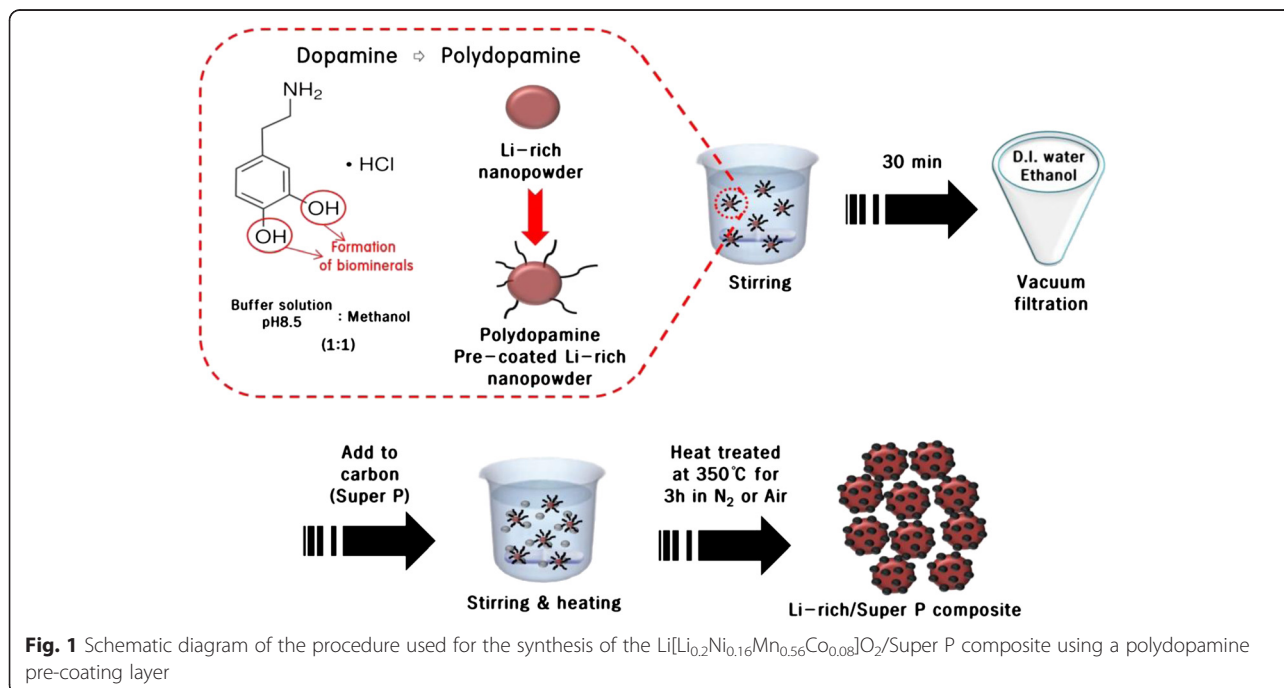 Dopamine ⇨ Polydopamine
NH₂
• HCl
OH
OH
Formation
of biominerals
Buffer solution
pH8.5
: Methanol
(1:1)
Li-rich
nanopowder
Polydopamine
Pre-coated Li-rich
nanopowder
Stirring
30 min
D.I. water
Ethanol
Vacuum
filtration
Add to
carbon
(Super P)
Stirring & heating
Heat treated
at 350℃ for
3h in N₂ or Air
Li-rich/Super P composite
Fig. 1 Schematic diagram of the procedure used for the synthesis of the Li[Li₀.₂Ni₀.₁₆Mn₀.₅₆Co₀.₀₈]O₂/Super P composite using a polydopamine
pre-coating layer